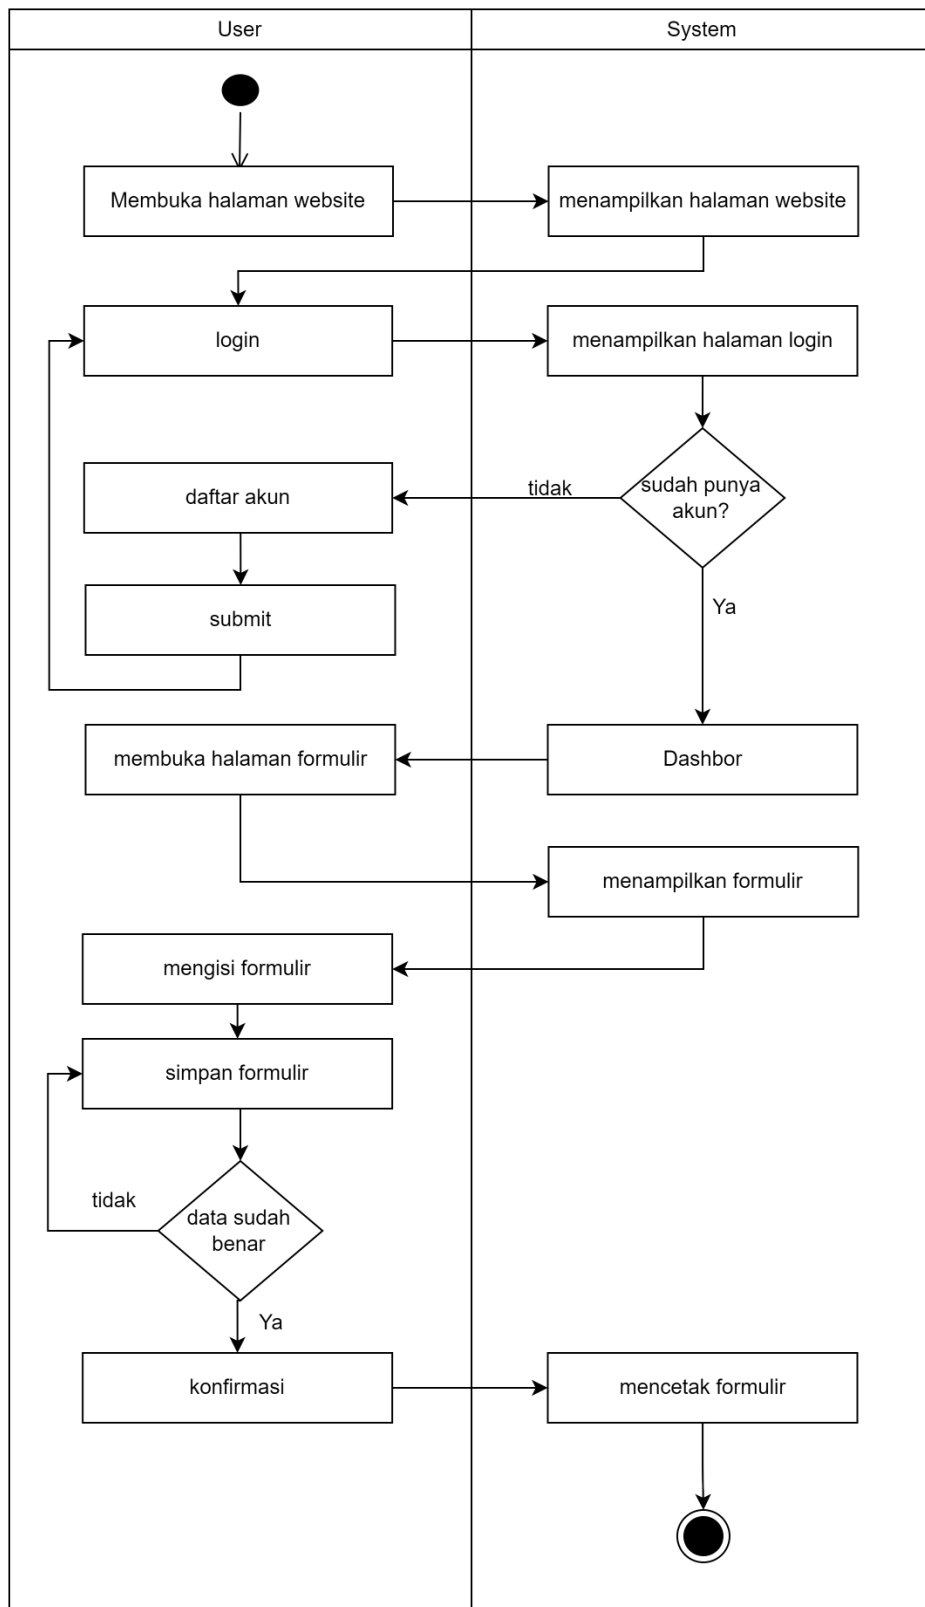 User
System
Membuka halaman website
menampilkan halaman website
login
menampilkan halaman login
daftar akun
tidak
sudah punya
akun?
submit
Ya
membuka halaman formulir
Dashbor
menampilkan formulir
mengisi formulir
simpan formulir
tidak
data sudah
benar
Ya
konfirmasi
mencetak formulir